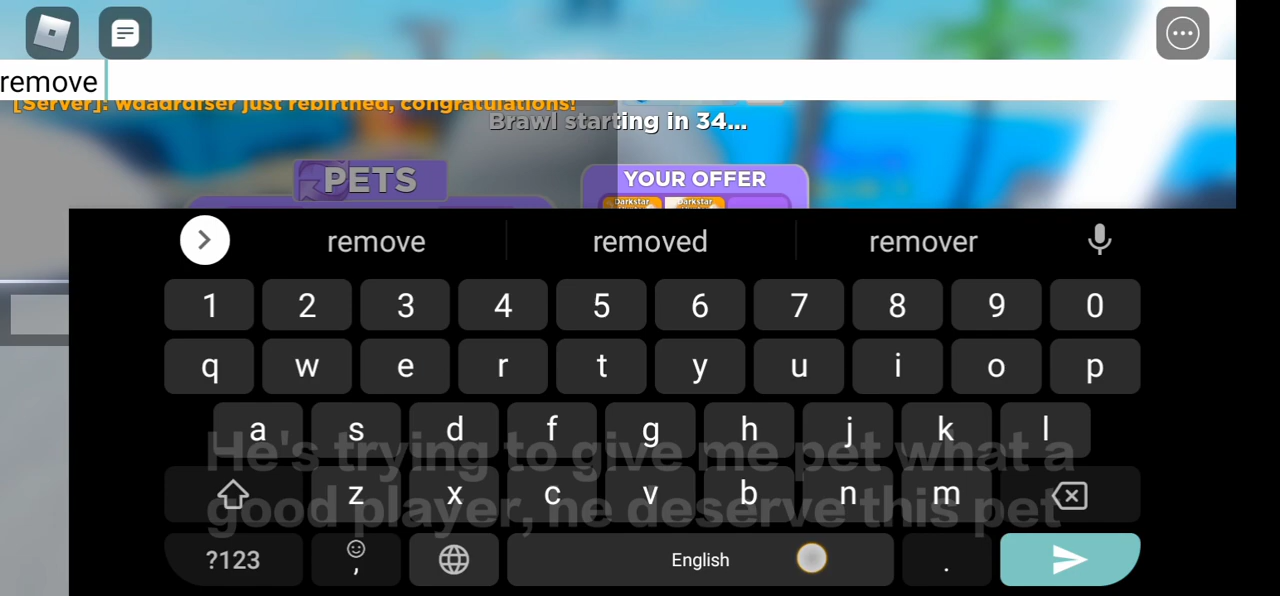 remove
[Server]: wdadrdfser just rebirthed, congratulations!
Brawl starting in 34...
PETS
YOUR OFFER
Darkstar Darkstar
remove removed remover
1 2 3 4 5 6 7 8 9 0
q w e r t y u i o p
a s d f g h j k l
He's trying to give me pet what a
z x c v b n m
good player, he deserve this pet
?123 , English .